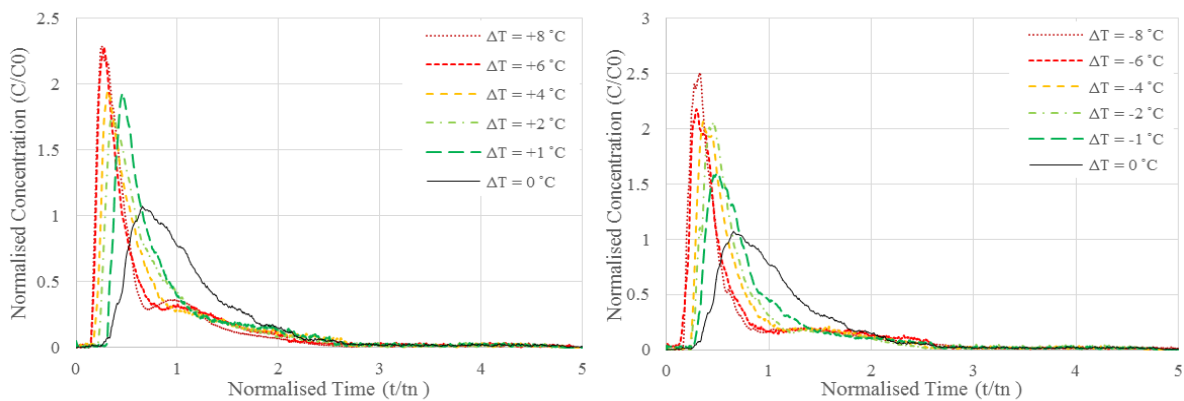 2.5
2
1.5
1
0.5
0
Normalised Concentration (C/C0)
0 1 2 3 4 5
Normalised Time (t/tn )
ΔT = +8 ˚C
ΔT = +6 ˚C
ΔT = +4 ˚C
ΔT = +2 ˚C
ΔT = +1 ˚C
ΔT = 0 ˚C
3
2.5
2
1.5
1
0.5
0
Normalised Concentration (C/C0)
0 1 2 3 4 5
Normalised Time (t/tn )
ΔT = -8 ˚C
ΔT = -6 ˚C
ΔT = -4 ˚C
ΔT = -2 ˚C
ΔT = -1 ˚C
ΔT = 0 ˚C